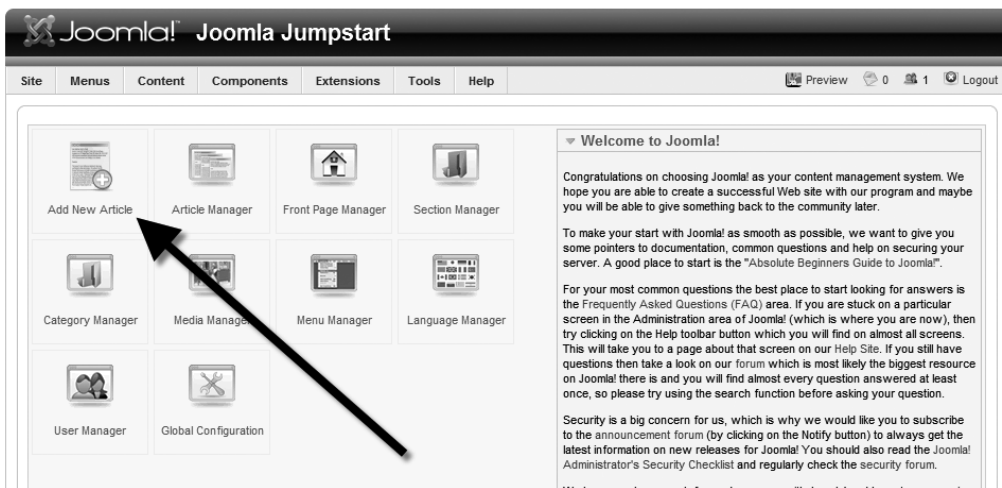 Joomla!™ Joomla Jumpstart
Site Menus Content Components Extensions Tools Help Preview 0 1 Logout
Add New Article Article Manager Front Page Manager Section Manager
Category Manager Media Manager Menu Manager Language Manager
User Manager Global Configuration
Welcome to Joomla!
Congratulations on choosing Joomla! as your content management system. We
hope you are able to create a successful Web site with our program and maybe
you will be able to give something back to the community later.
To make your start with Joomla! as smooth as possible, we want to give you
some pointers to documentation, common questions and help on securing your
server. A good place to start is the "Absolute Beginners Guide to Joomla!".
For your most common questions the best place to start looking for answers is
the Frequently Asked Questions (FAQ) area. If you are stuck on a particular
screen in the Administration area of Joomla! (which is where you are now), then
try clicking on the Help toolbar button which you will find on almost all screens.
This will take you to a page about that screen on our Help Site. If you still have
questions then take a look on our forum which is most likely the biggest resource
on Joomla! there is and you will find almost every question answered at least
once, so please try using the search function before asking your question.
Security is a big concern for us, which is why we would like you to subscribe
to the announcement forum (by clicking on the Notify button) to always get the
latest information on new releases for Joomla! You should also read the Joomla!
Administrator's Security Checklist and regularly check the security forum.